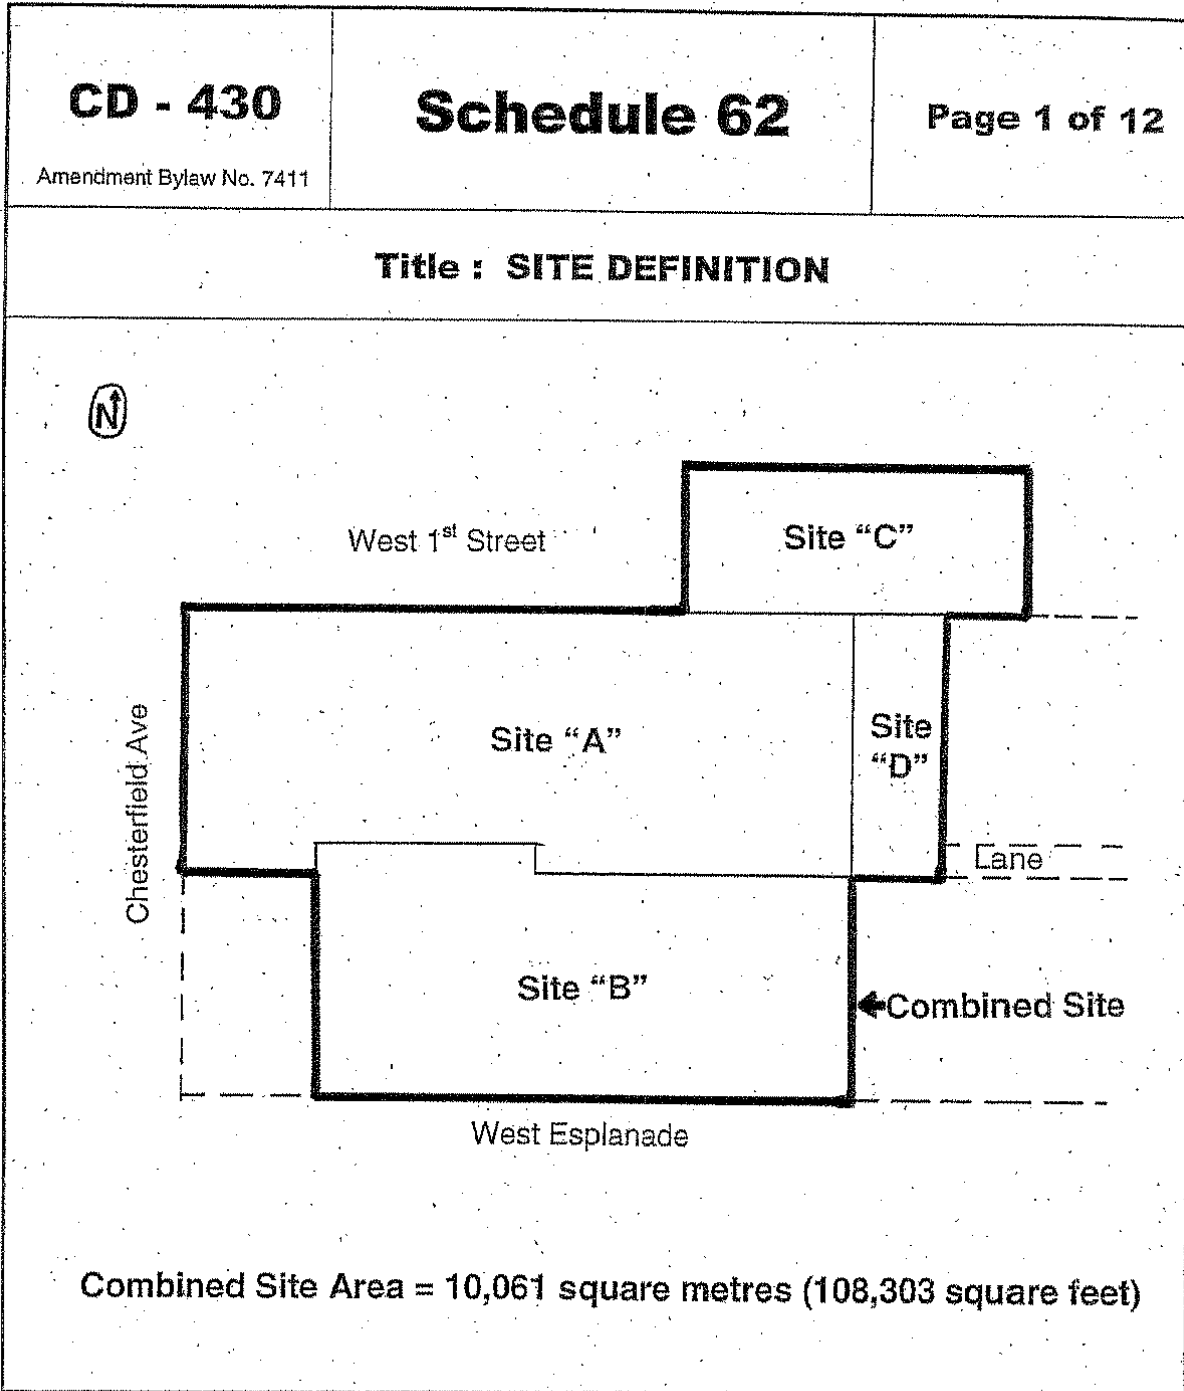 CD - 430
Amendment Bylaw No. 7411
Schedule 62
Page 1 of 12
Title : SITE DEFINITION
N
West 1st Street
Site “C”
Chesterfield Ave
Site “A”
Site
“D”
Lane
Site “B”
Combined Site
West Esplanade
Combined Site Area = 10,061 square metres (108,303 square feet)